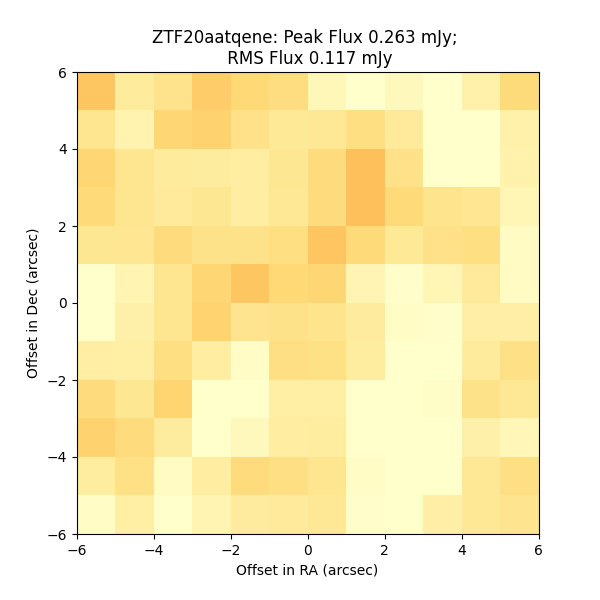 ZTF20aatqene: Peak Flux 0.263 mJy;
RMS Flux 0.117 mJy
6
4
2
0
−2
−4
−6
Offset in Dec (arcsec)
−6 −4 −2 0 2 4 6
Offset in RA (arcsec)